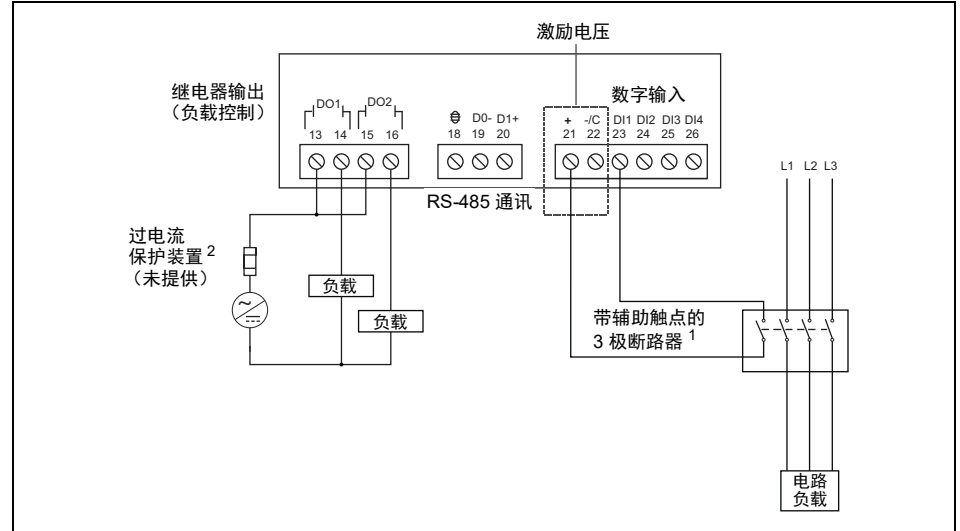 激励电压
继电器输出
（负载控制）
数字输入
DO1 DO2
D0- D1+
+ -/C DI1 DI2 DI3 DI4
13 14 15 16
18 19 20
21 22 23 24 25 26
L1 L2 L3
RS-485 通讯
过电流
保护装置 2
（未提供）
负载
负载
带辅助触点的
3 极断路器 1
电路
负载